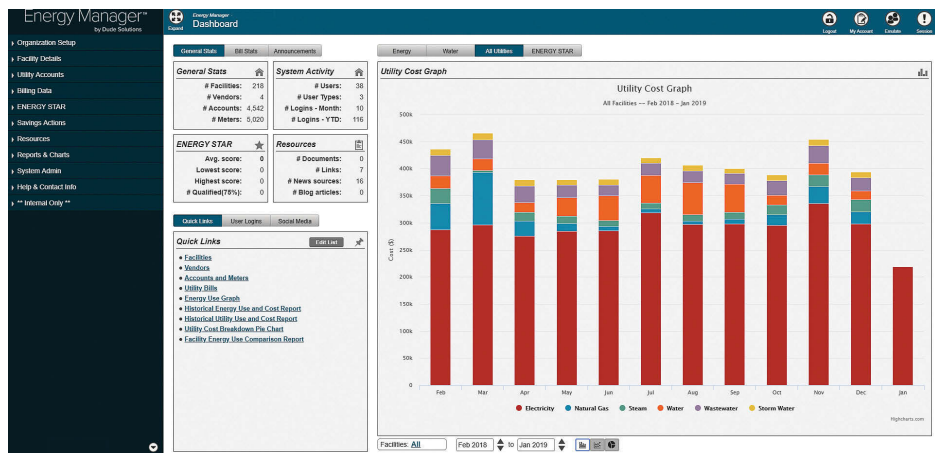 Energy Manager™
by Dude Solutions
Expand
Energy Manager
Dashboard
Logout
My Account
Emulate
Session
Organization Setup
Facility Details
Utility Accounts
Billing Data
ENERGY STAR
Savings Actions
Resources
Reports & Charts
System Admin
Help & Contact Info
** Internal Only **
General Stats Bill Stats Announcements
General Stats
# Facilities: 218
# Vendors: 4
# Accounts: 4,542
# Meters: 5,020
System Activity
# Users: 38
# User Types: 3
# Logins - Month: 10
# Logins - YTD: 116
ENERGY STAR
Avg. score: 0
Lowest score: 0
Highest score: 0
# Qualified(75%): 0
Resources
# Documents: 0
# Links: 7
# News sources: 16
# Blog articles: 0
Quick Links User Logins Social Media
Quick Links
Edit List
Facilities
Vendors
Accounts and Meters
Utility Bills
Energy Use Graph
Historical Energy Use and Cost Report
Historical Utility Use and Cost Report
Utility Cost Breakdown Pie Chart
Facility Energy Use Comparison Report
Energy Water All Utilities ENERGY STAR
Utility Cost Graph
Utility Cost Graph
All Facilities -- Feb 2018 - Jan 2019
Cost ($)
500k
450k
400k
350k
300k
250k
200k
150k
100k
50k
0
Feb Mar Apr May Jun Jul Aug Sep Oct Nov Dec Jan
Electricity Natural Gas Steam Water Wastewater Storm Water
Highcharts.com
Facilities: All Feb 2018 to Jan 2019